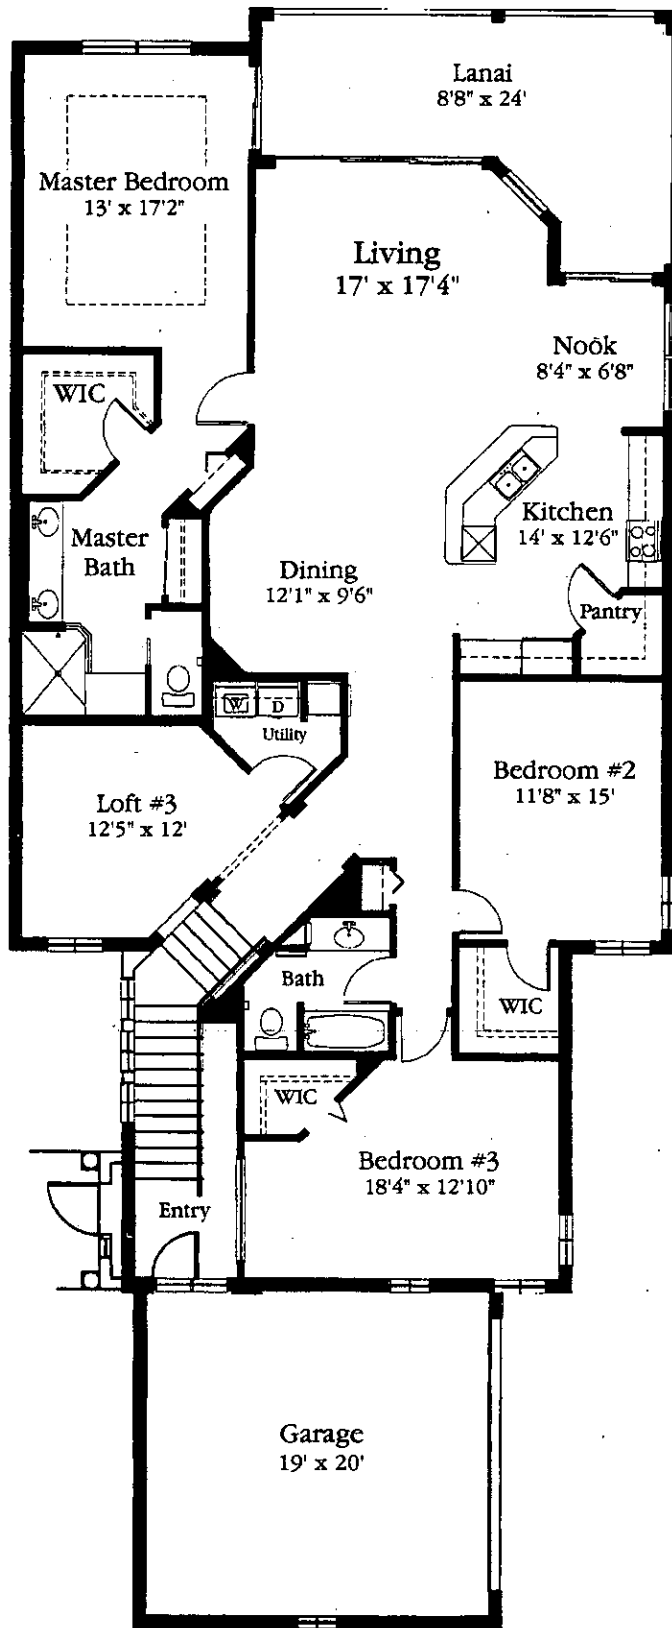 Lanai
8'8" x 24'
Master Bedroom
13' x 17'2"
Living
17' x 17'4"
Nook
8'4" x 6'8"
WIC
Kitchen
14' x 12'6"
Master
Bath
Dining
12'1" x 9'6"
Pantry
W
D
Utility
Bedroom #2
11'8" x 15'
Loft #3
12'5" x 12'
Bath
WIC
WIC
Bedroom #3
18'4" x 12'10"
Entry
Garage
19' x 20'